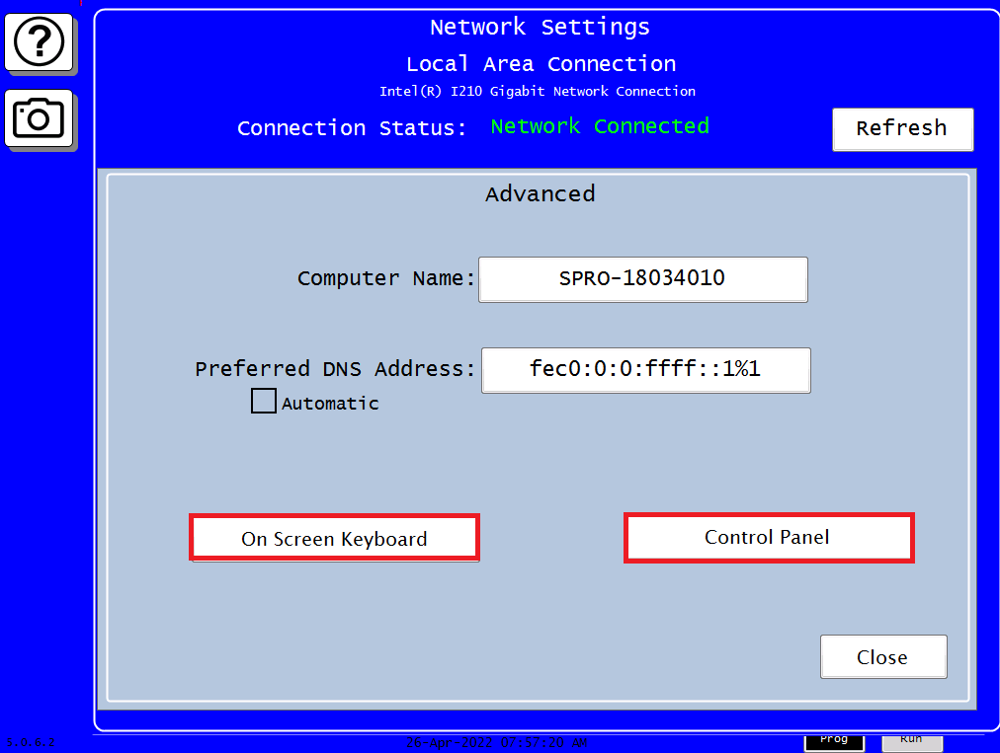 Network Settings
Local Area Connection
Intel(R) I210 Gigabit Network Connection
Connection Status: Network Connected
Refresh
Advanced
Computer Name: SPRO-18034010
Preferred DNS Address: fec0:0:0:ffff::1%1
Automatic
On Screen Keyboard
Control Panel
Close
5.0.6.2
26-Apr-2022 07:57:20 AM
Prog
Run